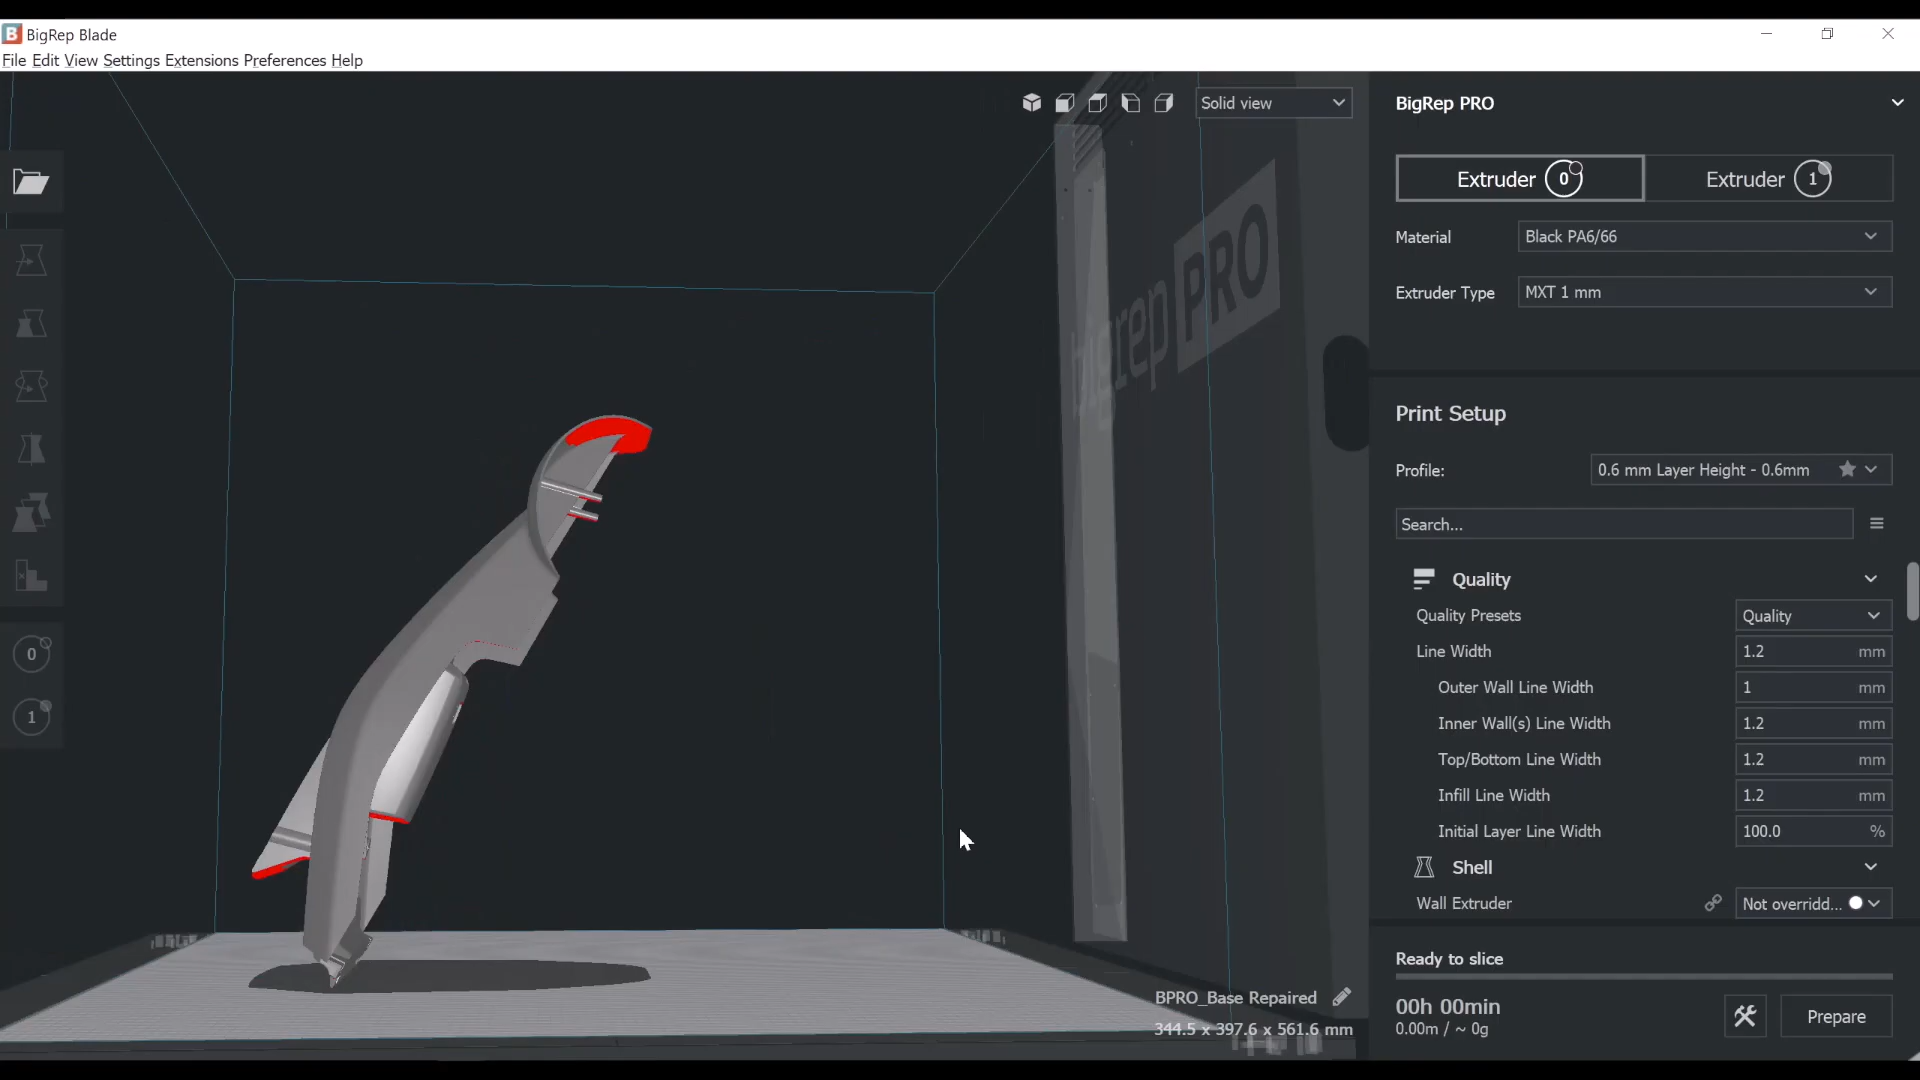 BigRep Blade
File Edit View Settings Extensions Preferences Help
Solid view
BigRep PRO
Extruder 0
Extruder 1
Material
Black PA6/66
Extruder Type
MXT 1 mm
bigrep PRO
Print Setup
Profile:
0.6 mm Layer Height - 0.6mm
Search...
Quality
Quality Presets
Quality
Line Width
1.2 mm
Outer Wall Line Width
1 mm
Inner Wall(s) Line Width
1.2 mm
Top/Bottom Line Width
1.2 mm
Infill Line Width
1.2 mm
Initial Layer Line Width
100.0 %
Shell
Wall Extruder
Not overridd...
0
1
Ready to slice
00h 00min
0.00m / ~ 0g
Prepare
BPRO_Base Repaired
344.5 x 397.6 x 561.6 mm